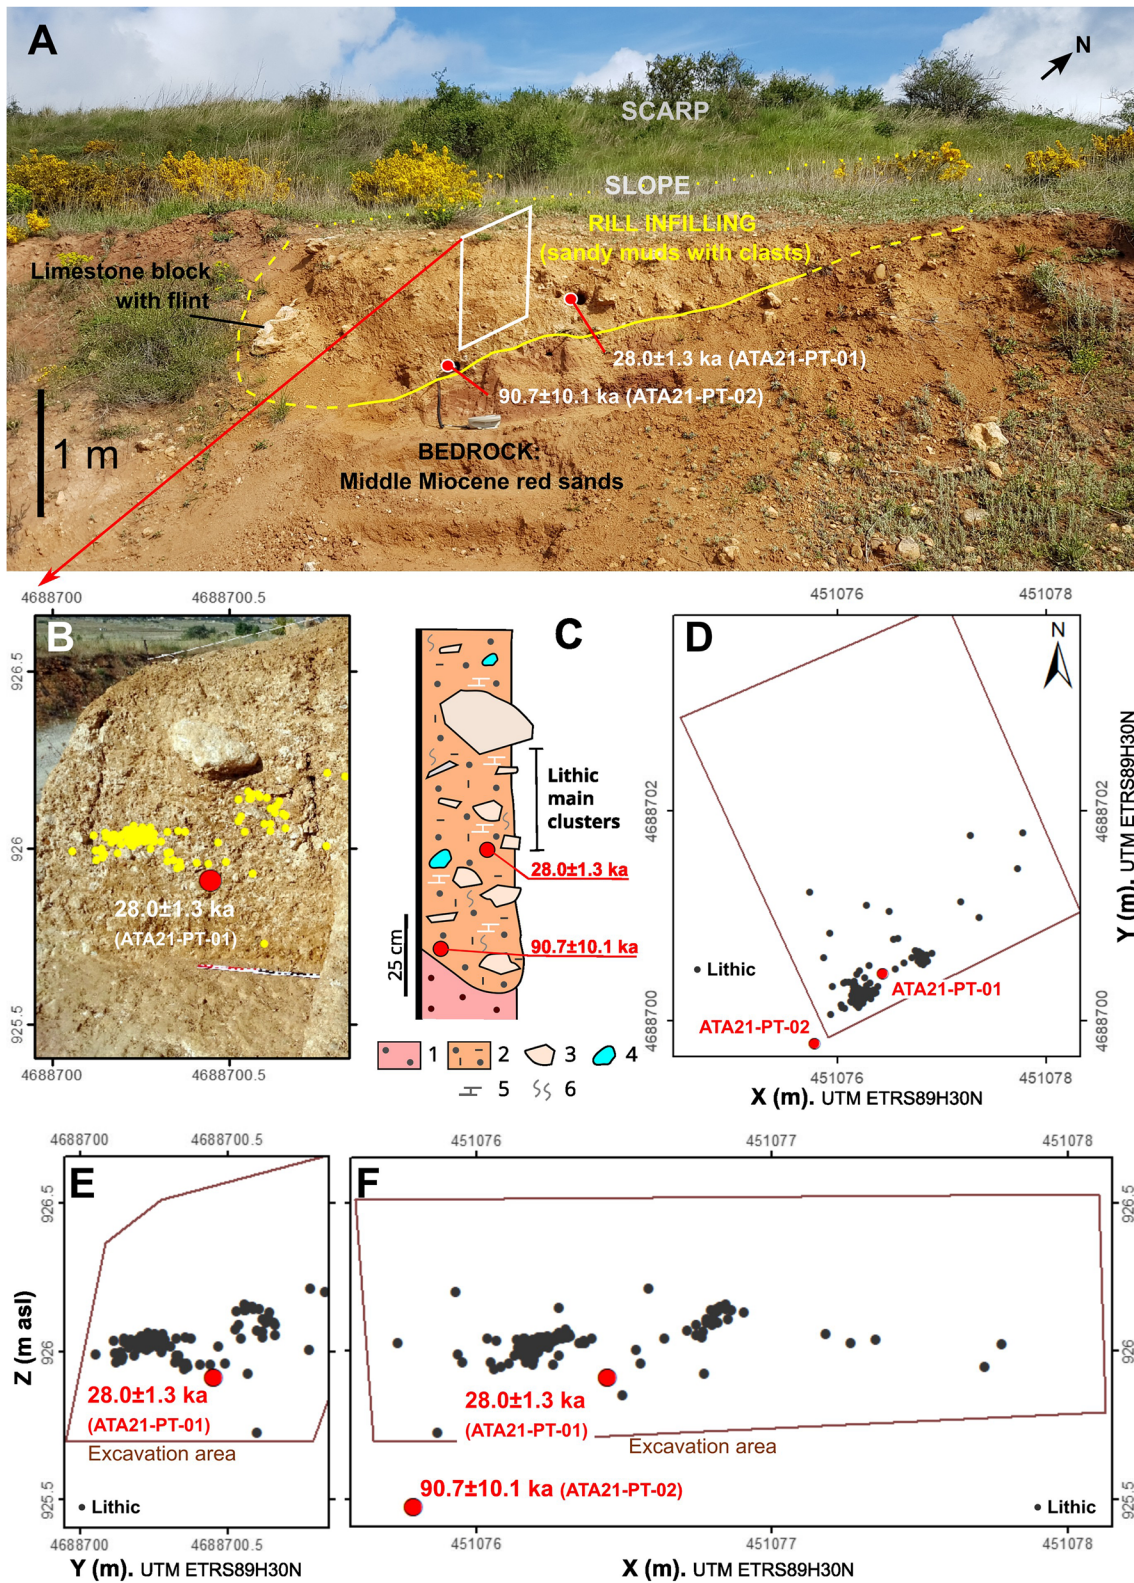 A
N
SCARP
SLOPE
RILL INFILLING
(sandy muds with clasts)
Limestone block
with flint
28.0±1.3 ka (ATA21-PT-01)
90.7±10.1 ka (ATA21-PT-02)
1 m
BEDROCK:
Middle Miocene red sands
4688700
4688700.5
B
926.5
926
925.5
28.0±1.3 ka
(ATA21-PT-01)
4688700
4688700.5
C
Lithic
main
clusters
28.0±1.3 ka
90.7±10.1 ka
25 cm
1
2
3
4
5
6
451076
451078
D
N
4688702
4688700
Y (m). UTM ETRS89H30N
Lithic
ATA21-PT-01
ATA21-PT-02
451076
451078
X (m). UTM ETRS89H30N
4688700
4688700.5
E
926.5
926
925.5
Z (m asl)
28.0±1.3 ka
(ATA21-PT-01)
Excavation area
Lithic
4688700
4688700.5
Y (m). UTM ETRS89H30N
451076
451077
451078
F
926.5
926
925.5
28.0±1.3 ka
(ATA21-PT-01)
Excavation area
90.7±10.1 ka (ATA21-PT-02)
Lithic
451076
451077
451078
X (m). UTM ETRS89H30N